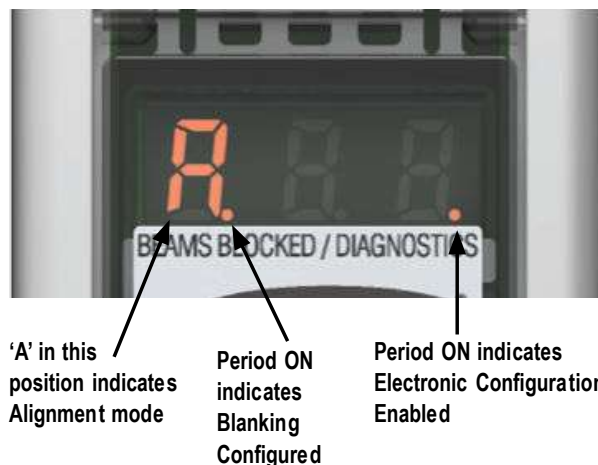 A.
.
BEAMS BLOCKED / DIAGNOSTICS
‘A’ in this
position indicates
Alignment mode
Period ON
indicates
Blanking
Configured
Period ON indicates
Electronic Configuration
Enabled